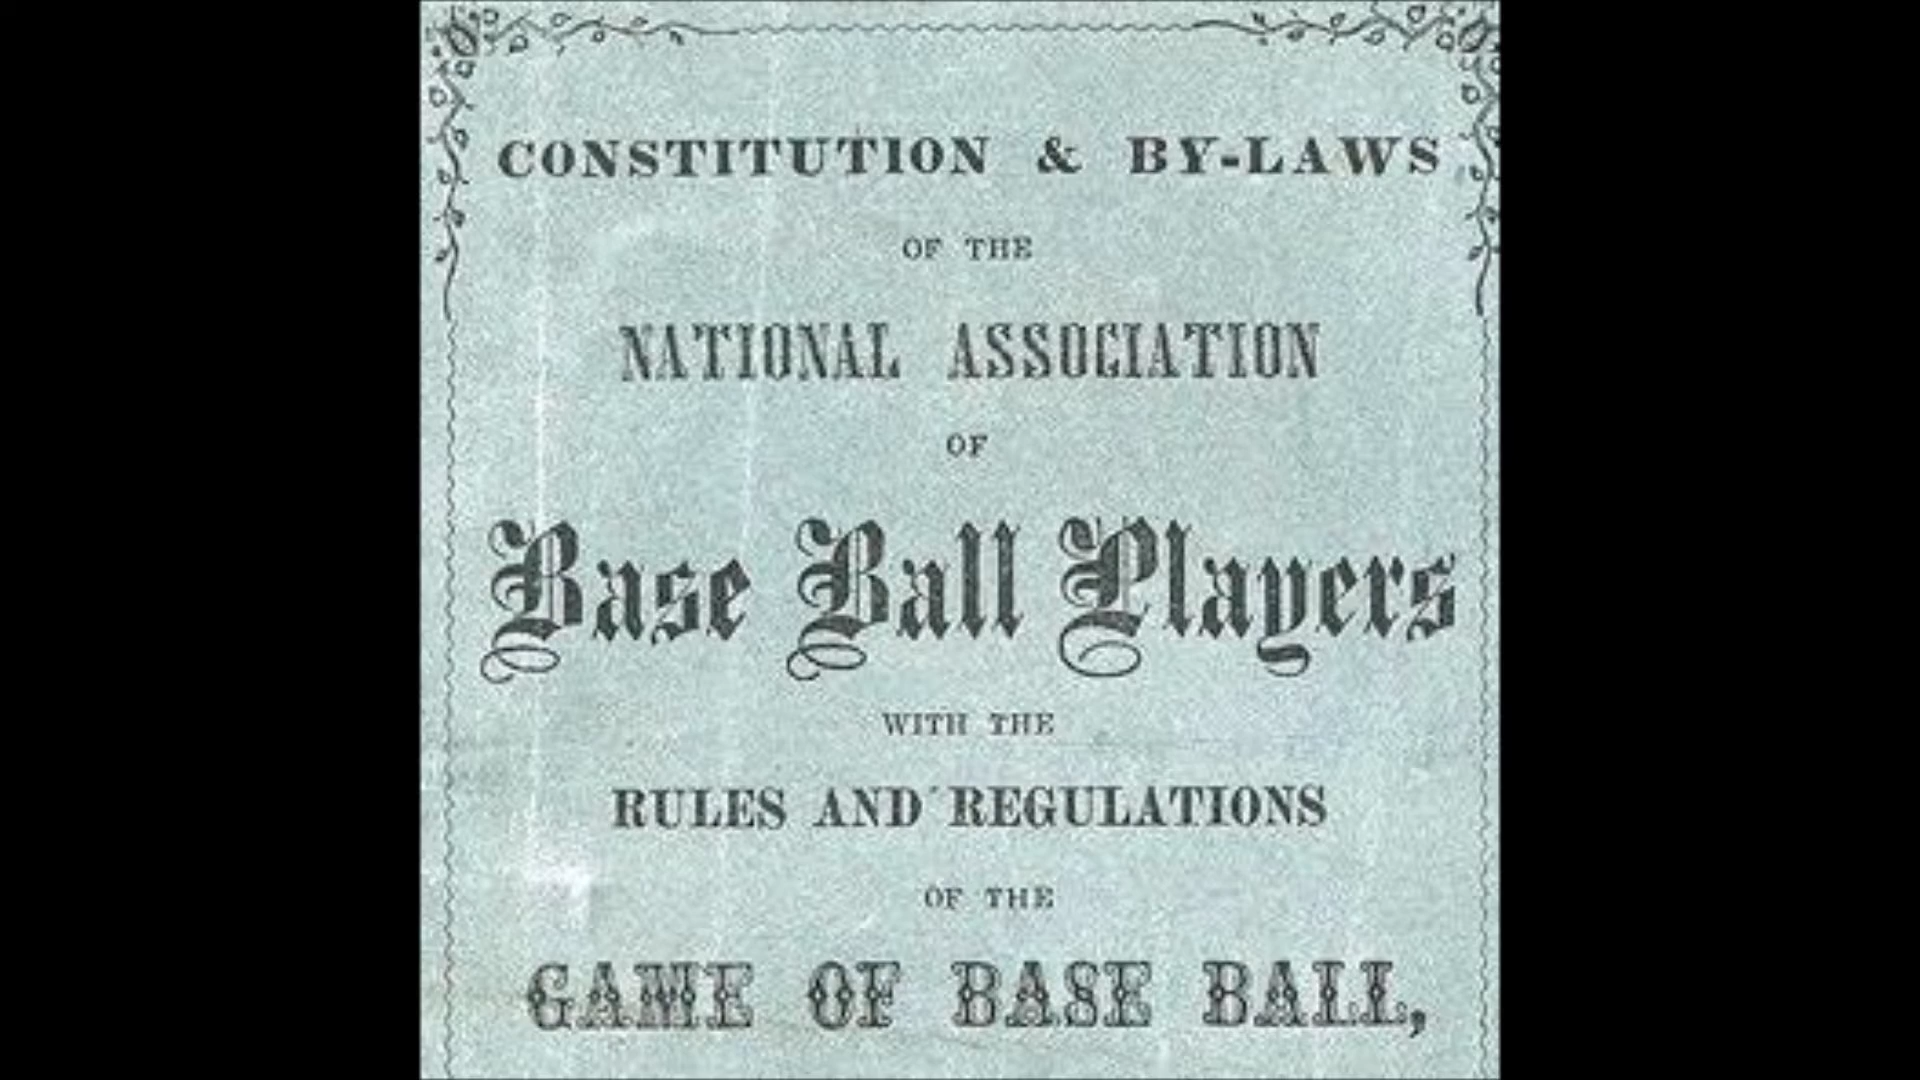 CONSTITUTION & BY-LAWS
OF THE
NATIONAL ASSOCIATION
OF
Base Ball Players
WITH THE
RULES AND REGULATIONS
OF THE
GAME OF BASE BALL,